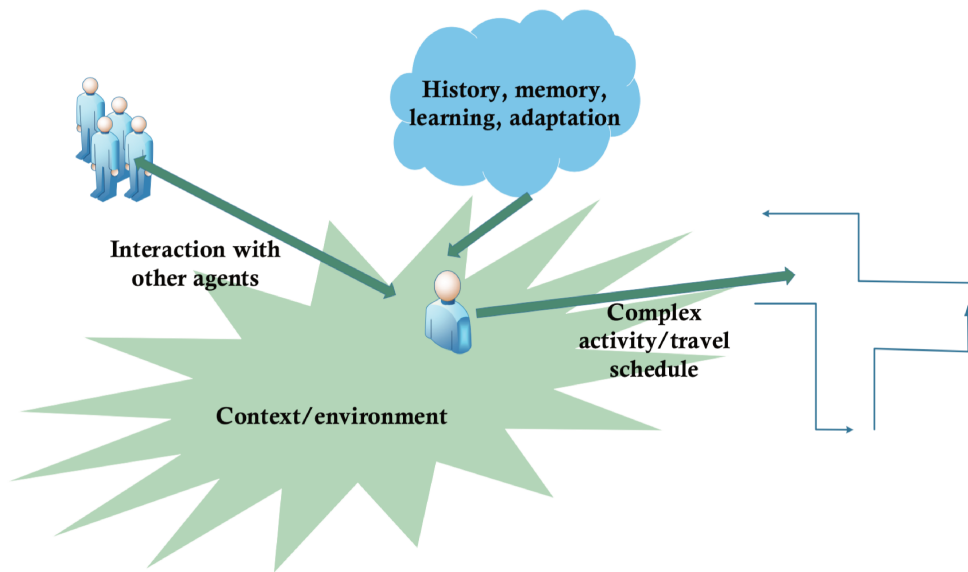 History, memory,
learning, adaptation
Interaction with
other agents
Complex
activity/travel
schedule
Context/environment